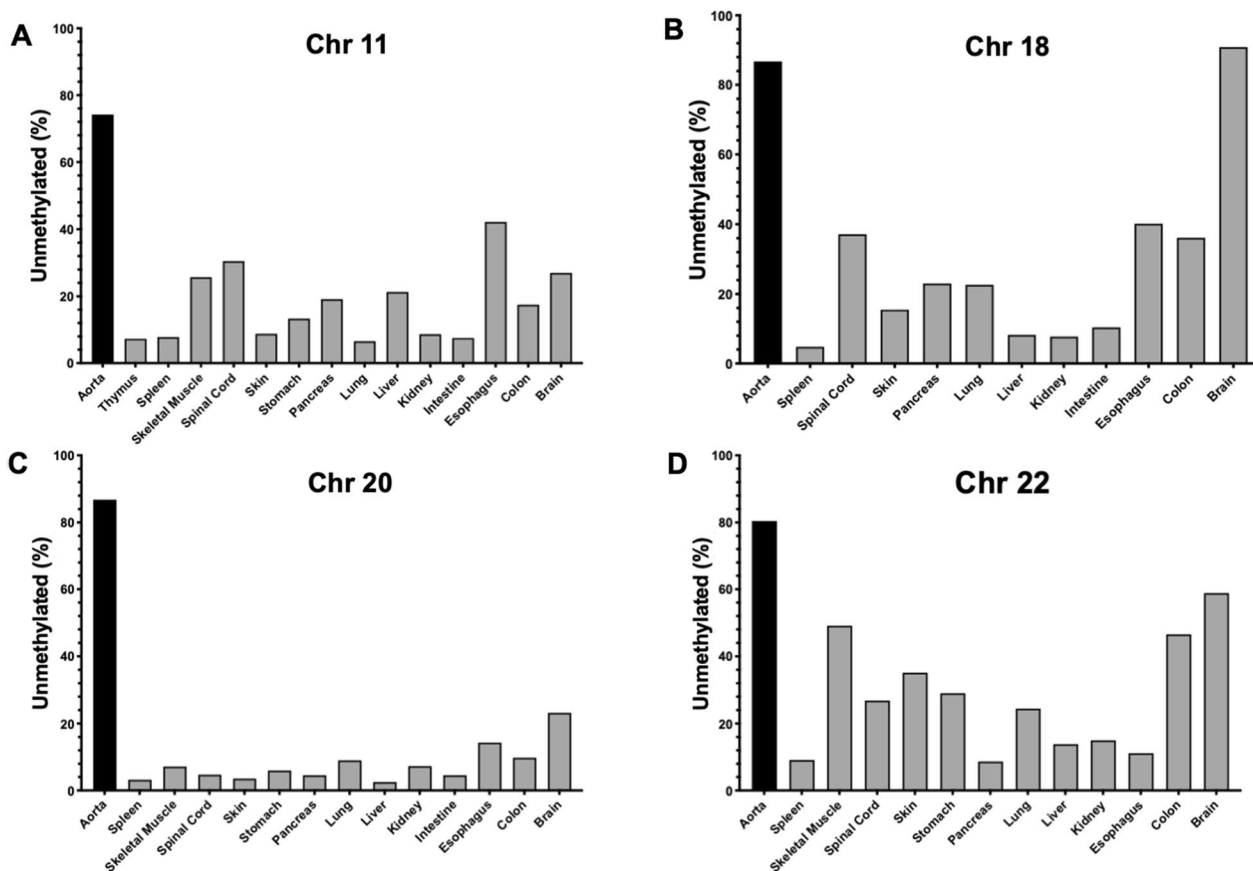 A
Chr 11
Unmethylated (%)
100
80
60
40
20
0
Aorta
Thymus
Spleen
Skeletal Muscle
Spinal Cord
Skin
Stomach
Pancreas
Lung
Liver
Kidney
Intestine
Esophagus
Colon
Brain
B
Chr 18
Unmethylated (%)
100
80
60
40
20
0
Aorta
Spleen
Spinal Cord
Skin
Pancreas
Lung
Liver
Kidney
Intestine
Esophagus
Colon
Brain
C
Chr 20
Unmethylated (%)
100
80
60
40
20
0
Aorta
Spleen
Skeletal Muscle
Spinal Cord
Skin
Stomach
Pancreas
Lung
Liver
Kidney
Intestine
Esophagus
Colon
Brain
D
Chr 22
Unmethylated (%)
100
80
60
40
20
0
Aorta
Spleen
Skeletal Muscle
Spinal Cord
Skin
Stomach
Pancreas
Lung
Liver
Kidney
Esophagus
Colon
Brain